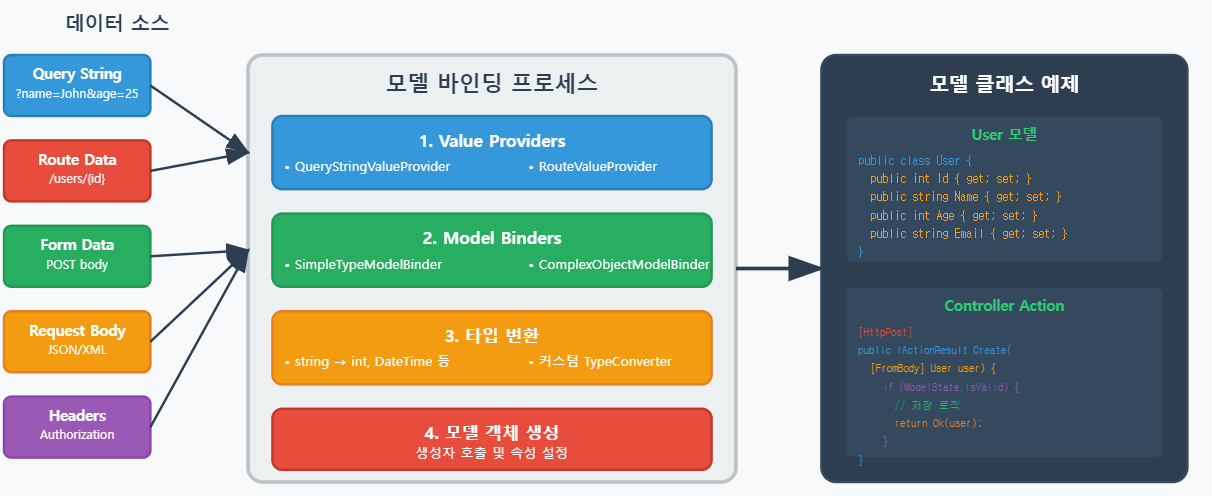 데이터 소스
Query String
?name=John&age=25
Route Data
/users/{id}
Form Data
POST body
Request Body
JSON/XML
Headers
Authorization
모델 바인딩 프로세스
1. Value Providers
• QueryStringValueProvider
• RouteValueProvider
2. Model Binders
• SimpleTypeModelBinder
• ComplexObjectModelBinder
3. 타입 변환
• string → int, DateTime 등
• 커스텀 TypeConverter
4. 모델 객체 생성
생성자 호출 및 속성 설정
모델 클래스 예제
User 모델
public class User {
public int Id { get; set; }
public string Name { get; set; }
public int Age { get; set; }
public string Email { get; set; }
}
Controller Action
[HttpPost]
public IActionResult Create(
[FromBody] User user) {
if (ModelState.IsValid) {
// 저장 로직
return Ok(user);
}
}